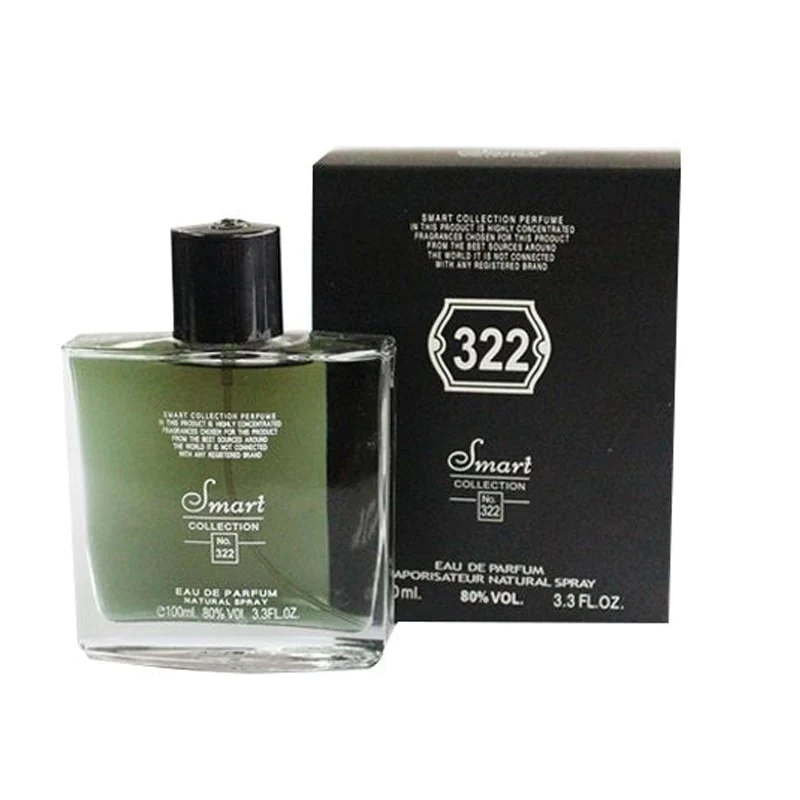 SMART COLLECTION PERFUME
IN THIS PRODUCT IS HIGHLY CONCENTRATED
FRAGRANCES CHOSEN FOR THIS PRODUCT
FROM THE BEST SOURCES AROUND
THE WORLD IT IS NOT CONNECTED
WITH ANY REGISTERED BRAND
322
Smart
COLLECTION
No.
322
EAU DE PARFUM
VAPORISATEUR NATURAL SPRAY
0ml. 80% VOL. 3.3 FL.OZ.
SMART COLLECTION PERFUME
IN THIS PRODUCT IS HIGHLY CONCENTRATED
FRAGRANCES CHOSEN FOR THIS PRODUCT
FROM THE BEST SOURCES AROUND
THE WORLD IT IS NOT CONNECTED
WITH ANY REGISTERED BRAND
Smart
COLLECTION
No.
322
EAU DE PARFUM
NATURAL SPRAY
℮100ml. 80% VOL. 3.3FL.OZ.